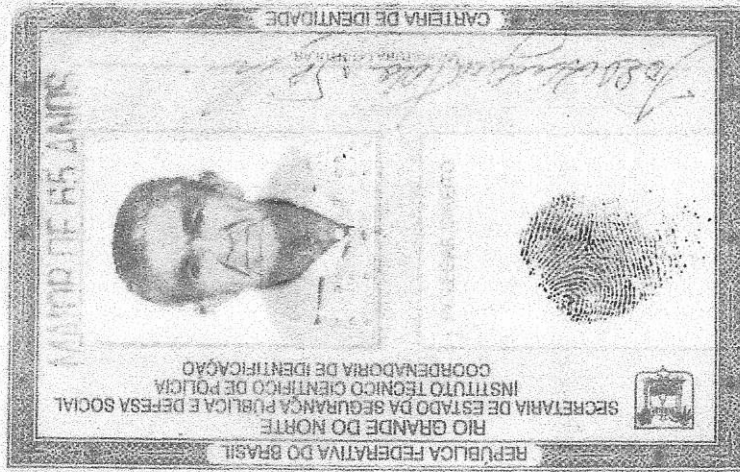 REPÚBLICA FEDERATIVA DO BRASIL
RIO GRANDE DO NORTE
SECRETARIA DE ESTADO DA SEGURANÇA PÚBLICA E DEFESA SOCIAL
INSTITUTO TÉCNICO CIENTÍFICO DE POLÍCIA
COORDENADORIA DE IDENTIFICAÇÃO
MAIOR DE 65 ANOS
CARTEIRA DE IDENTIDADE